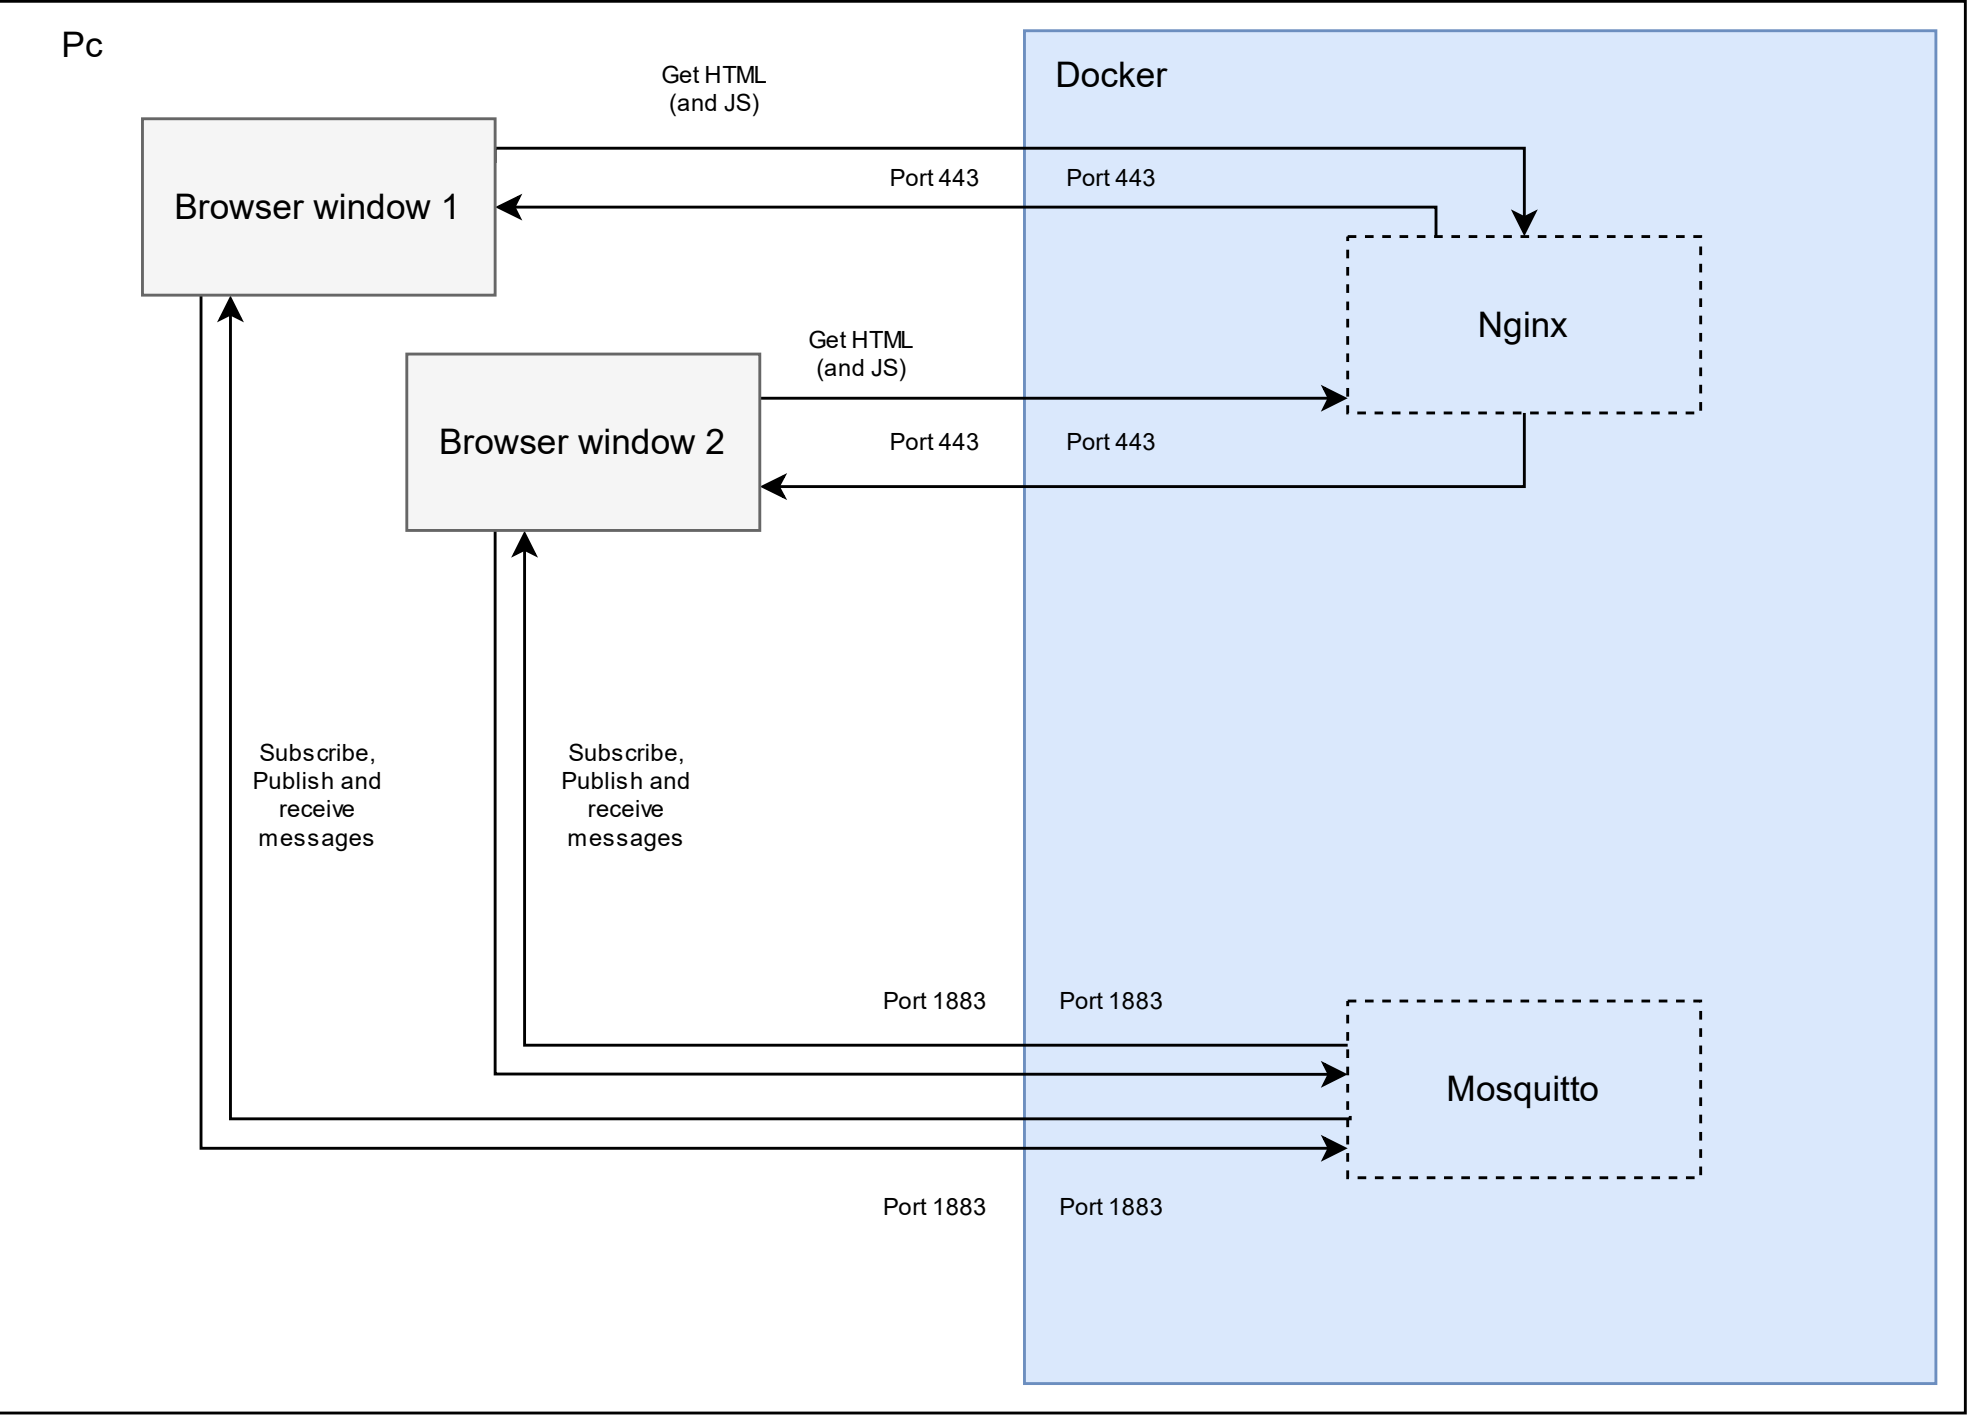 Pc
Docker
Get HTML
(and JS)
Port 443
Port 443
Browser window 1
Nginx
Get HTML
(and JS)
Browser window 2
Port 443
Port 443
Subscribe,
Publish and
receive
messages
Subscribe,
Publish and
receive
messages
Port 1883
Port 1883
Mosquitto
Port 1883
Port 1883